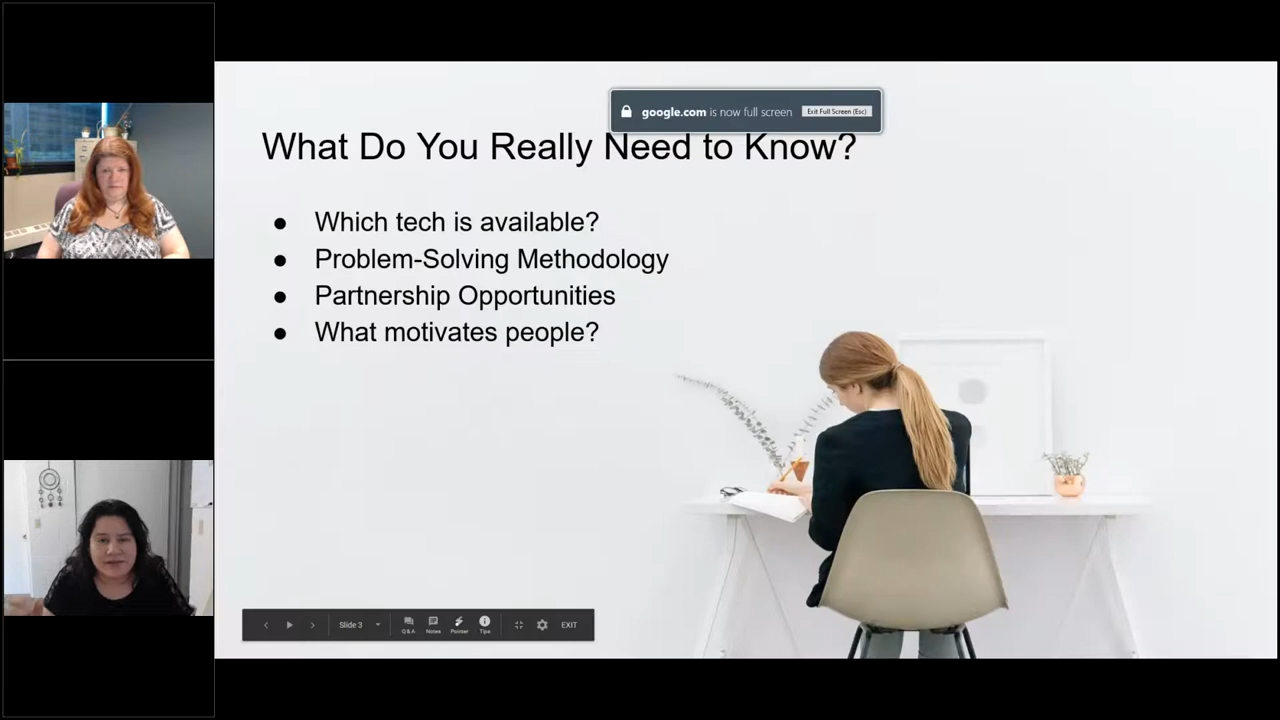 google.com is now full screen Exit Full Screen (Esc)
What Do You Really Need to Know?
● Which tech is available?
● Problem-Solving Methodology
● Partnership Opportunities
● What motivates people?
Slide 3 Q & A Notes Pointer Tips EXIT